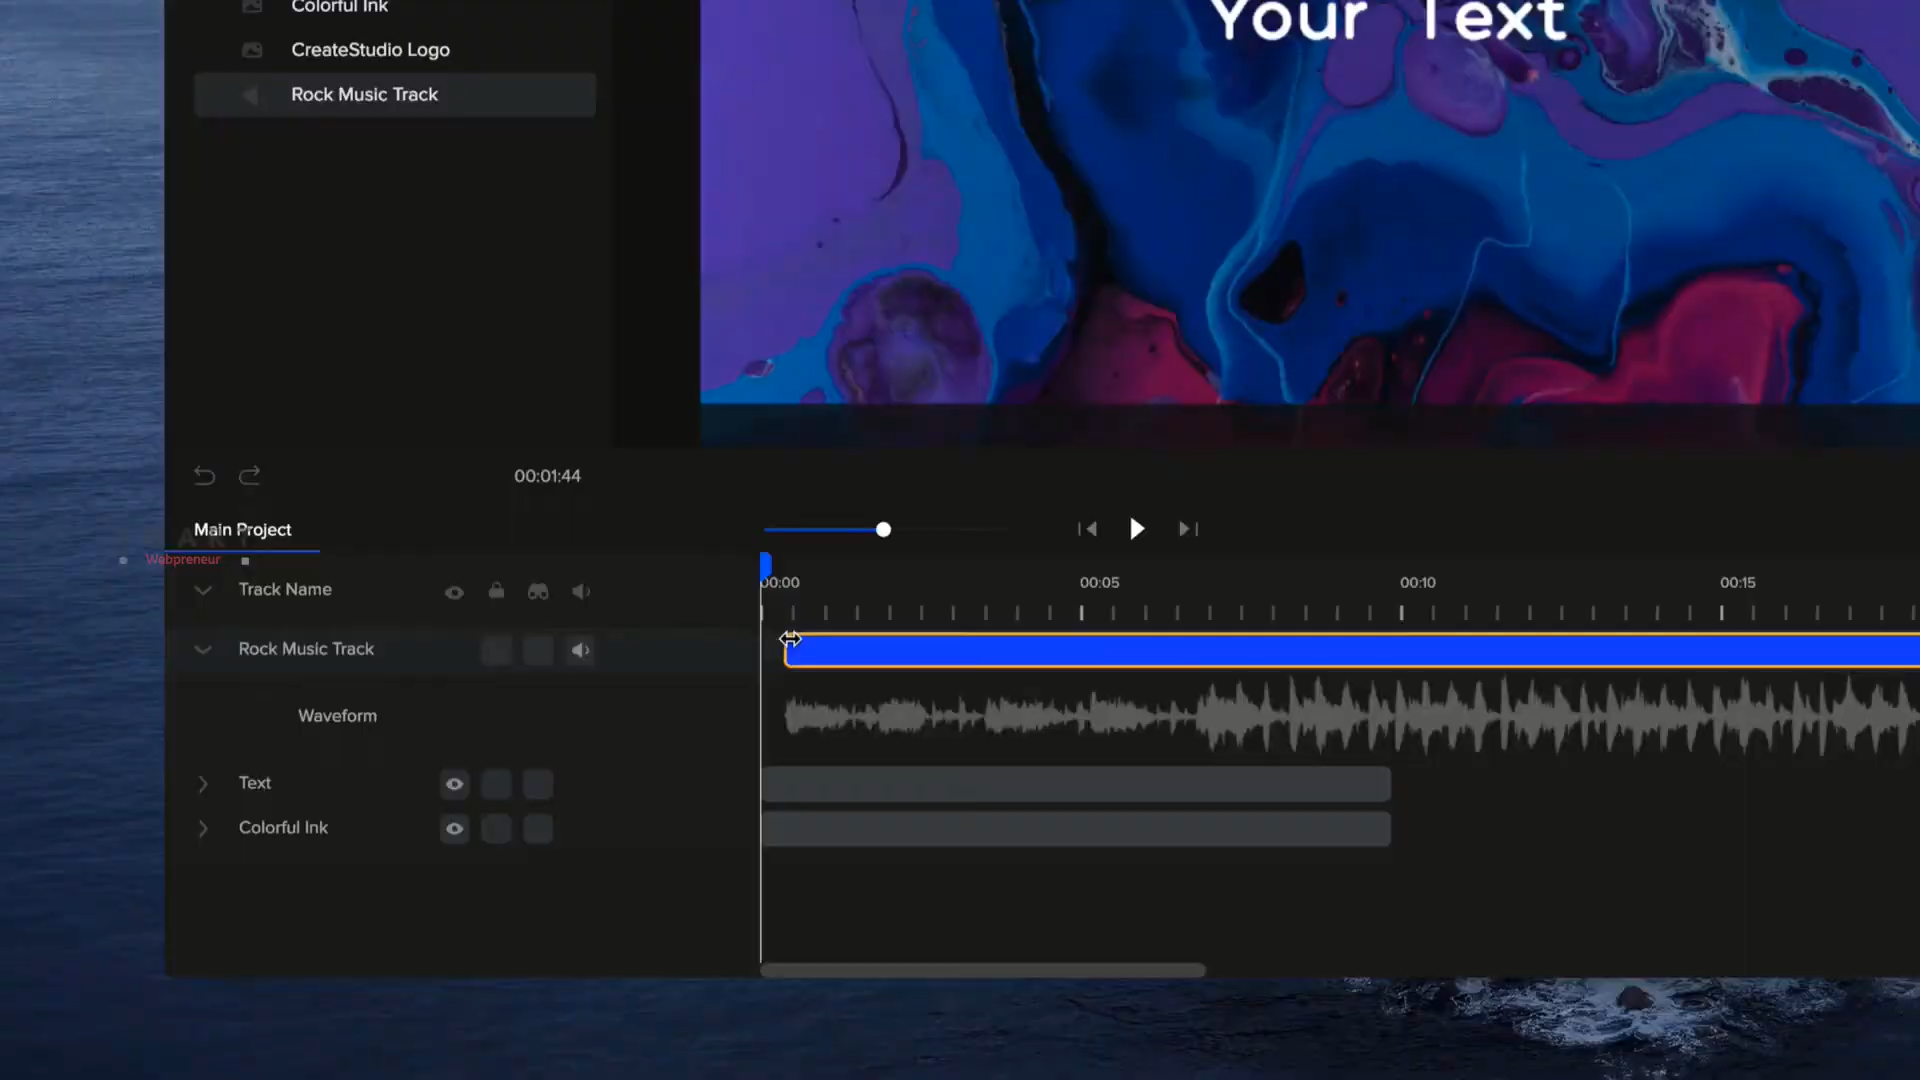 Colorful Ink
Your Text
CreateStudio Logo
Rock Music Track
00:01:44
Main Project
Webpreneur
Track Name
00:00
00:05
00:10
00:15
Rock Music Track
Waveform
Text
Colorful Ink